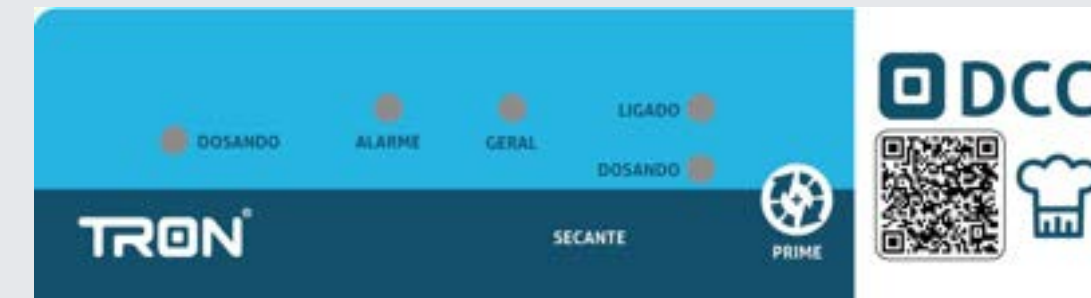 LIGADO
DOSANDO
ALARME
GERAL
DOSANDO
TRON®
SECANTE
PRIME
DCC